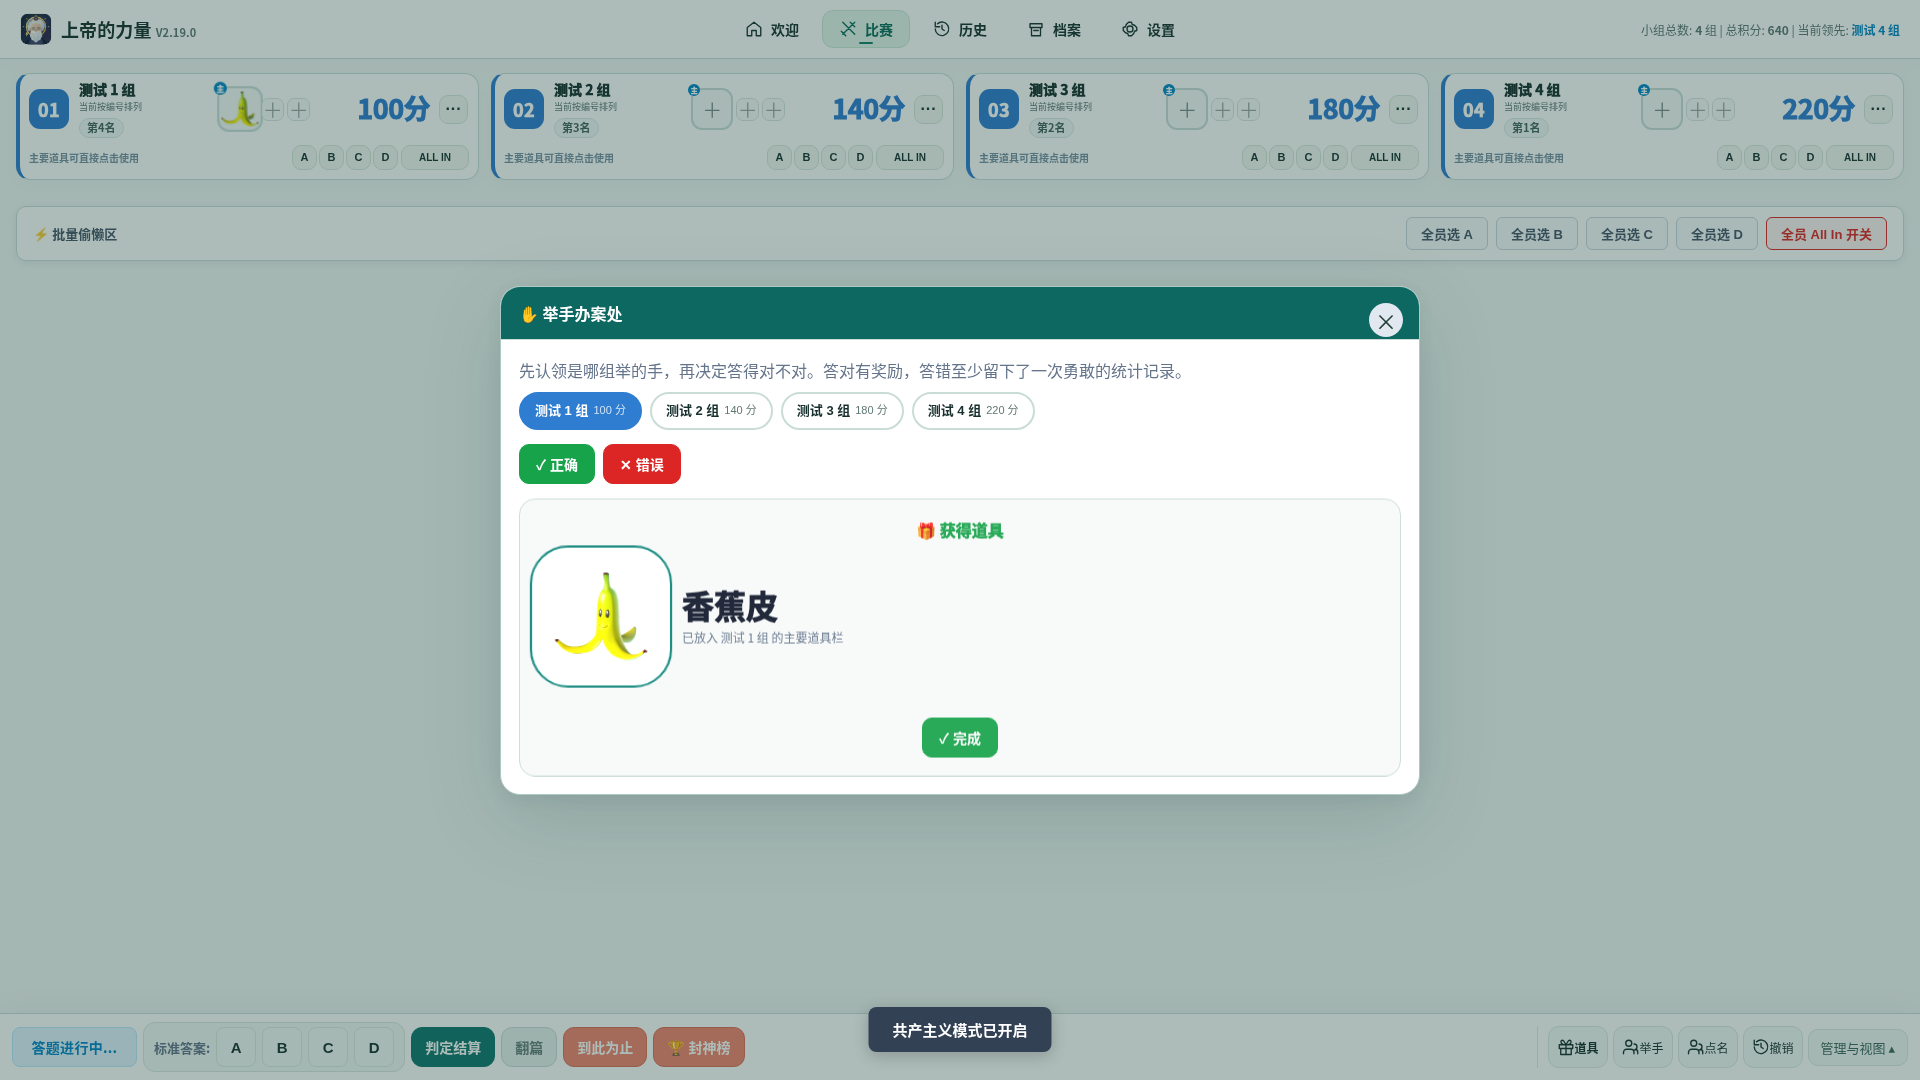 上帝的力量 V2.19.0
欢迎
比赛
历史
档案
设置
小组总数: 4 组 | 总积分: 640 | 当前领先: 测试 4 组
01
测试 1 组
当前按编号排列
第4名
主
100分
主要道具可直接点击使用
A B C D ALL IN
02
测试 2 组
当前按编号排列
第3名
主
140分
主要道具可直接点击使用
A B C D ALL IN
03
测试 3 组
当前按编号排列
第2名
主
180分
主要道具可直接点击使用
A B C D ALL IN
04
测试 4 组
当前按编号排列
第1名
主
220分
主要道具可直接点击使用
A B C D ALL IN
⚡ 批量偷懒区
全员选 A
全员选 B
全员选 C
全员选 D
全员 All In 开关
✋ 举手办案处
先认领是哪组举的手，再决定答得对不对。答对有奖励，答错至少留下了一次勇敢的统计记录。
测试 1 组 100 分
测试 2 组 140 分
测试 3 组 180 分
测试 4 组 220 分
✓ 正确
✕ 错误
🎁 获得道具
香蕉皮
已放入 测试 1 组 的主要道具栏
✓ 完成
共产主义模式已开启
答题进行中...
标准答案: A B C D
判定结算
翻篇
到此为止
🏆 封神榜
道具
举手
点名
撤销
管理与视图 ▴